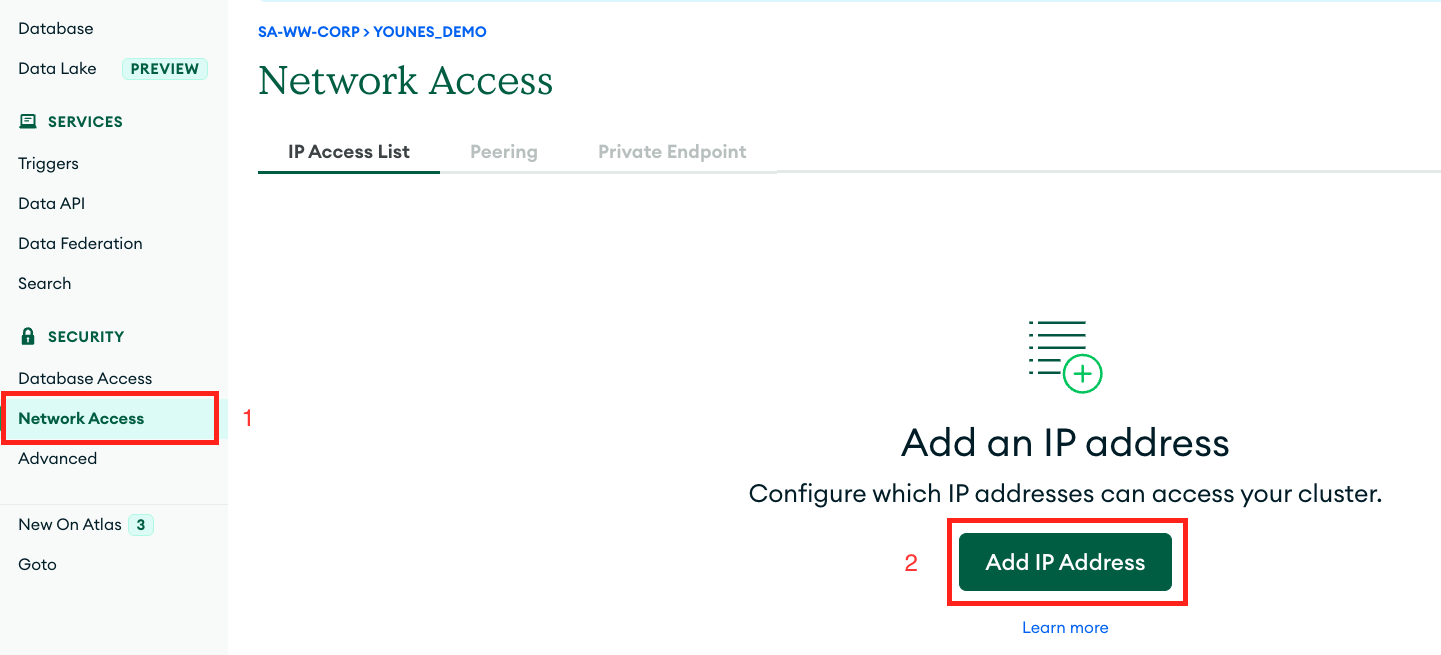 Database
Data Lake PREVIEW
SERVICES
Triggers
Data API
Data Federation
Search
SECURITY
Database Access
Network Access 1
Advanced
New On Atlas 3
Goto
SA-WW-CORP > YOUNES_DEMO
Network Access
IP Access List Peering Private Endpoint
Add an IP address
Configure which IP addresses can access your cluster.
2 Add IP Address
Learn more